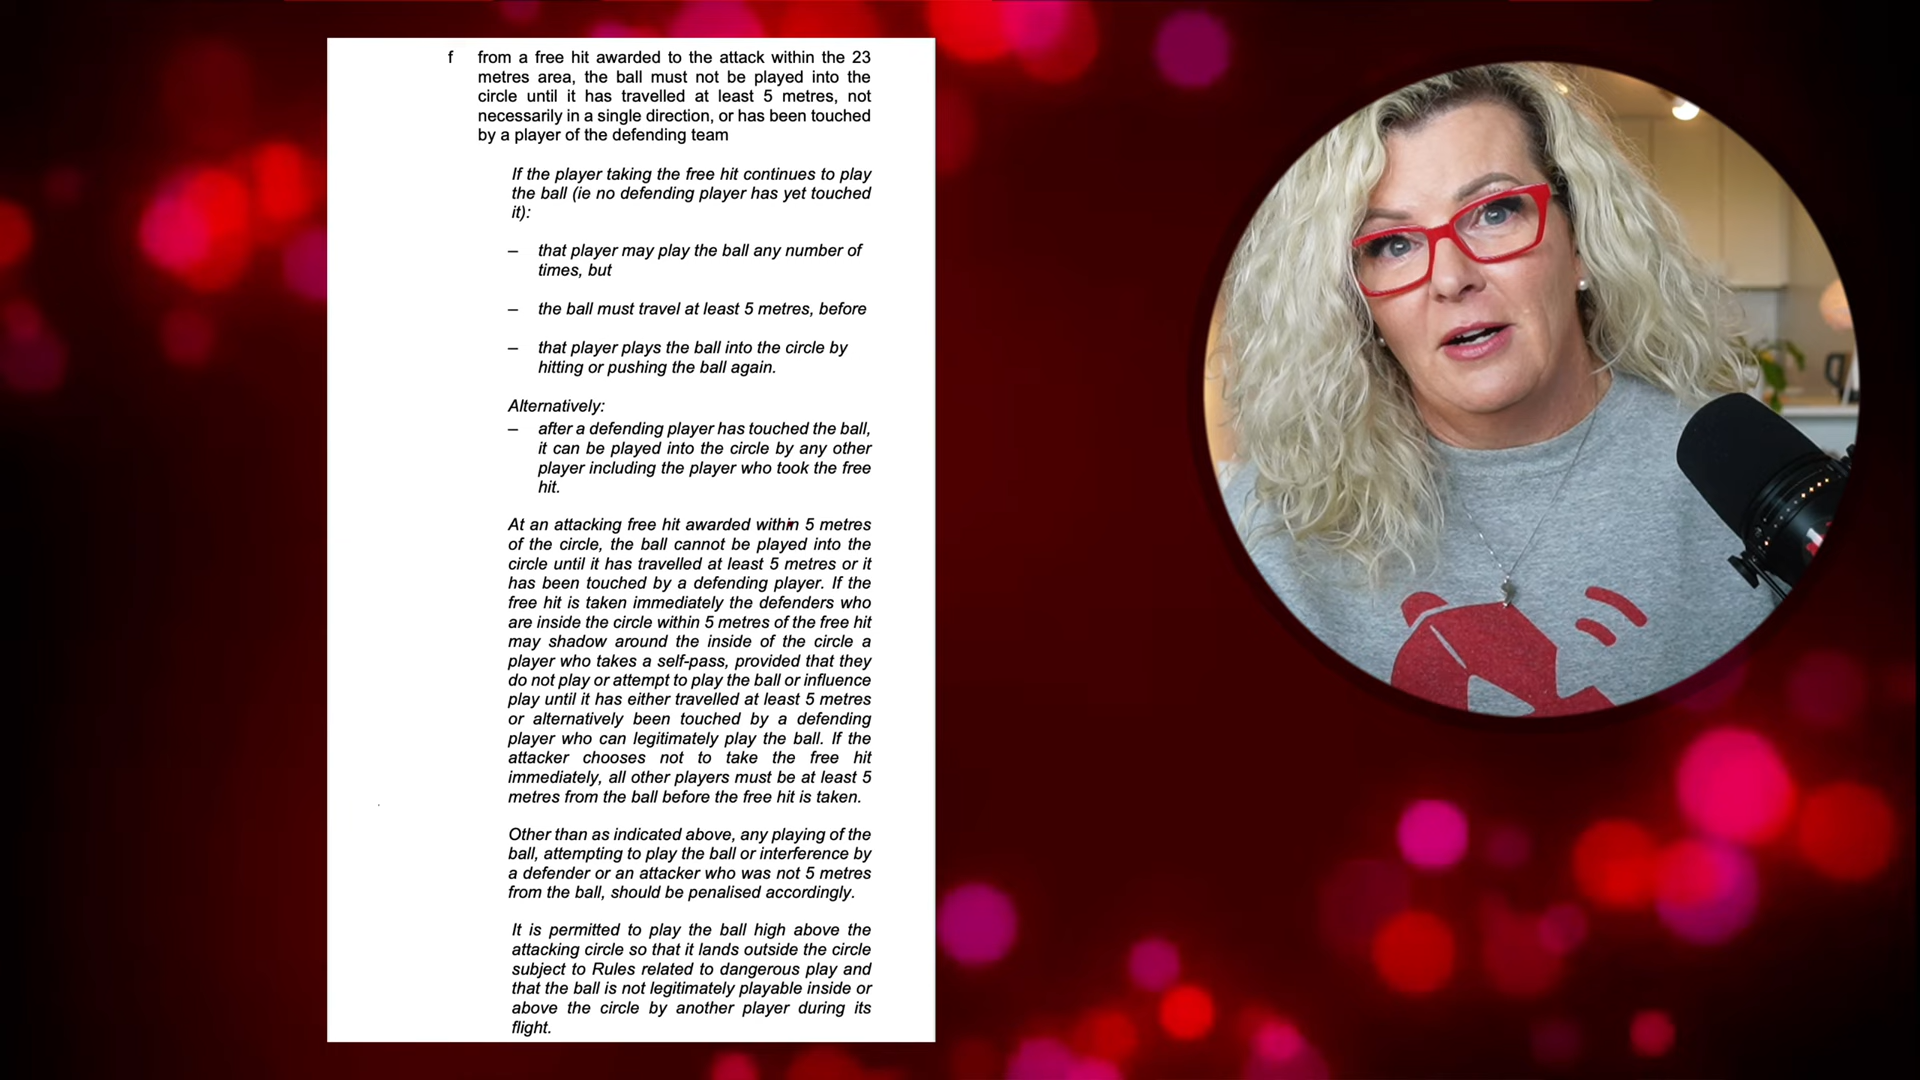 f from a free hit awarded to the attack within the 23
metres area, the ball must not be played into the
circle until it has travelled at least 5 metres, not
necessarily in a single direction, or has been touched
by a player of the defending team
If the player taking the free hit continues to play
the ball (ie no defending player has yet touched
it):
– that player may play the ball any number of
times, but
– the ball must travel at least 5 metres, before
– that player plays the ball into the circle by
hitting or pushing the ball again.
Alternatively:
– after a defending player has touched the ball,
it can be played into the circle by any other
player including the player who took the free
hit.
At an attacking free hit awarded within 5 metres
of the circle, the ball cannot be played into the
circle until it has travelled at least 5 metres or it
has been touched by a defending player. If the
free hit is taken immediately the defenders who
are inside the circle within 5 metres of the free hit
may shadow around the inside of the circle a
player who takes a self-pass, provided that they
do not play or attempt to play the ball or influence
play until it has either travelled at least 5 metres
or alternatively been touched by a defending
player who can legitimately play the ball. If the
attacker chooses not to take the free hit
immediately, all other players must be at least 5
metres from the ball before the free hit is taken.
Other than as indicated above, any playing of the
ball, attempting to play the ball or interference by
a defender or an attacker who was not 5 metres
from the ball, should be penalised accordingly.
It is permitted to play the ball high above the
attacking circle so that it lands outside the circle
subject to Rules related to dangerous play and
that the ball is not legitimately playable inside or
above the circle by another player during its
flight.